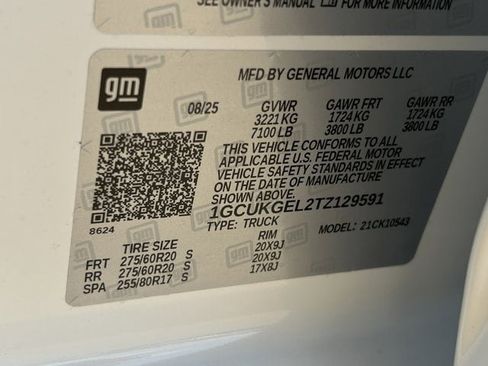 SEE OWNER'S MANUAL FOR MORE INFORMATION
gm
MFD BY GENERAL MOTORS LLC
08/25 GVWR GAWR FRT GAWR RR
3221 KG 1724 KG 1724 KG
7100 LB 3800 LB 3800 LB
THIS VEHICLE CONFORMS TO ALL
APPLICABLE U.S. FEDERAL MOTOR
VEHICLE SAFETY STANDARDS IN EFFECT
ON THE DATE OF MANUFACTURE SHOWN ABOVE.
1GCUKGEL2TZ129591
8624 TYPE: TRUCK 21CK10543
TIRE SIZE RIM
FRT 275/60R20 S 20X9J
RR 275/60R20 S 20X9J
SPA 255/80R17 S 17X8J